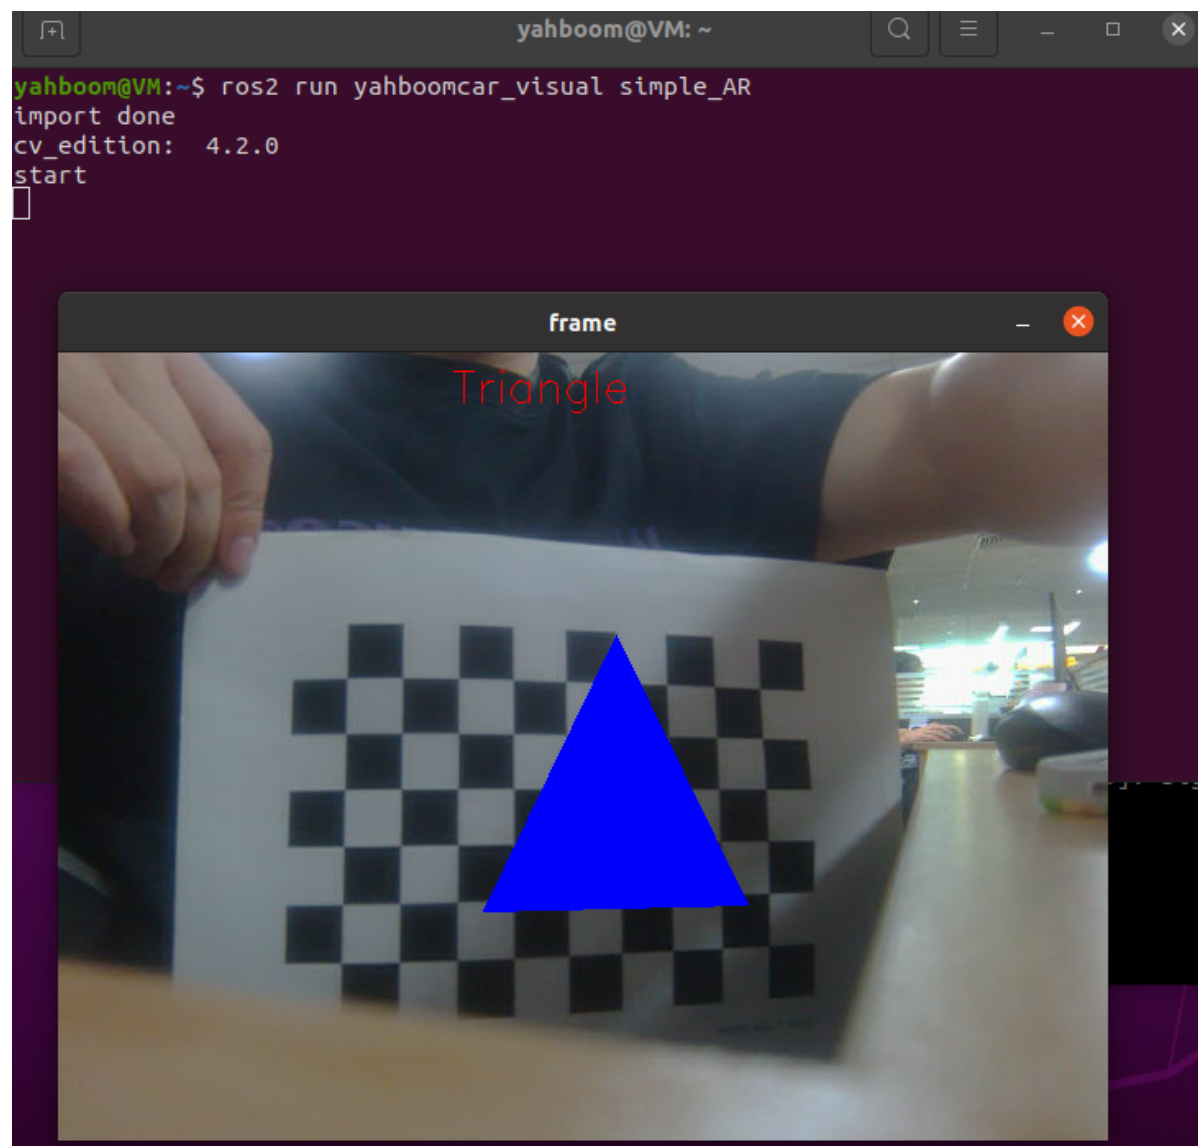 yahboom@VM: ~
yahboom@VM:~$ ros2 run yahboomcar_visual simple_AR
import done
cv_edition:  4.2.0
start
frame
Triangle